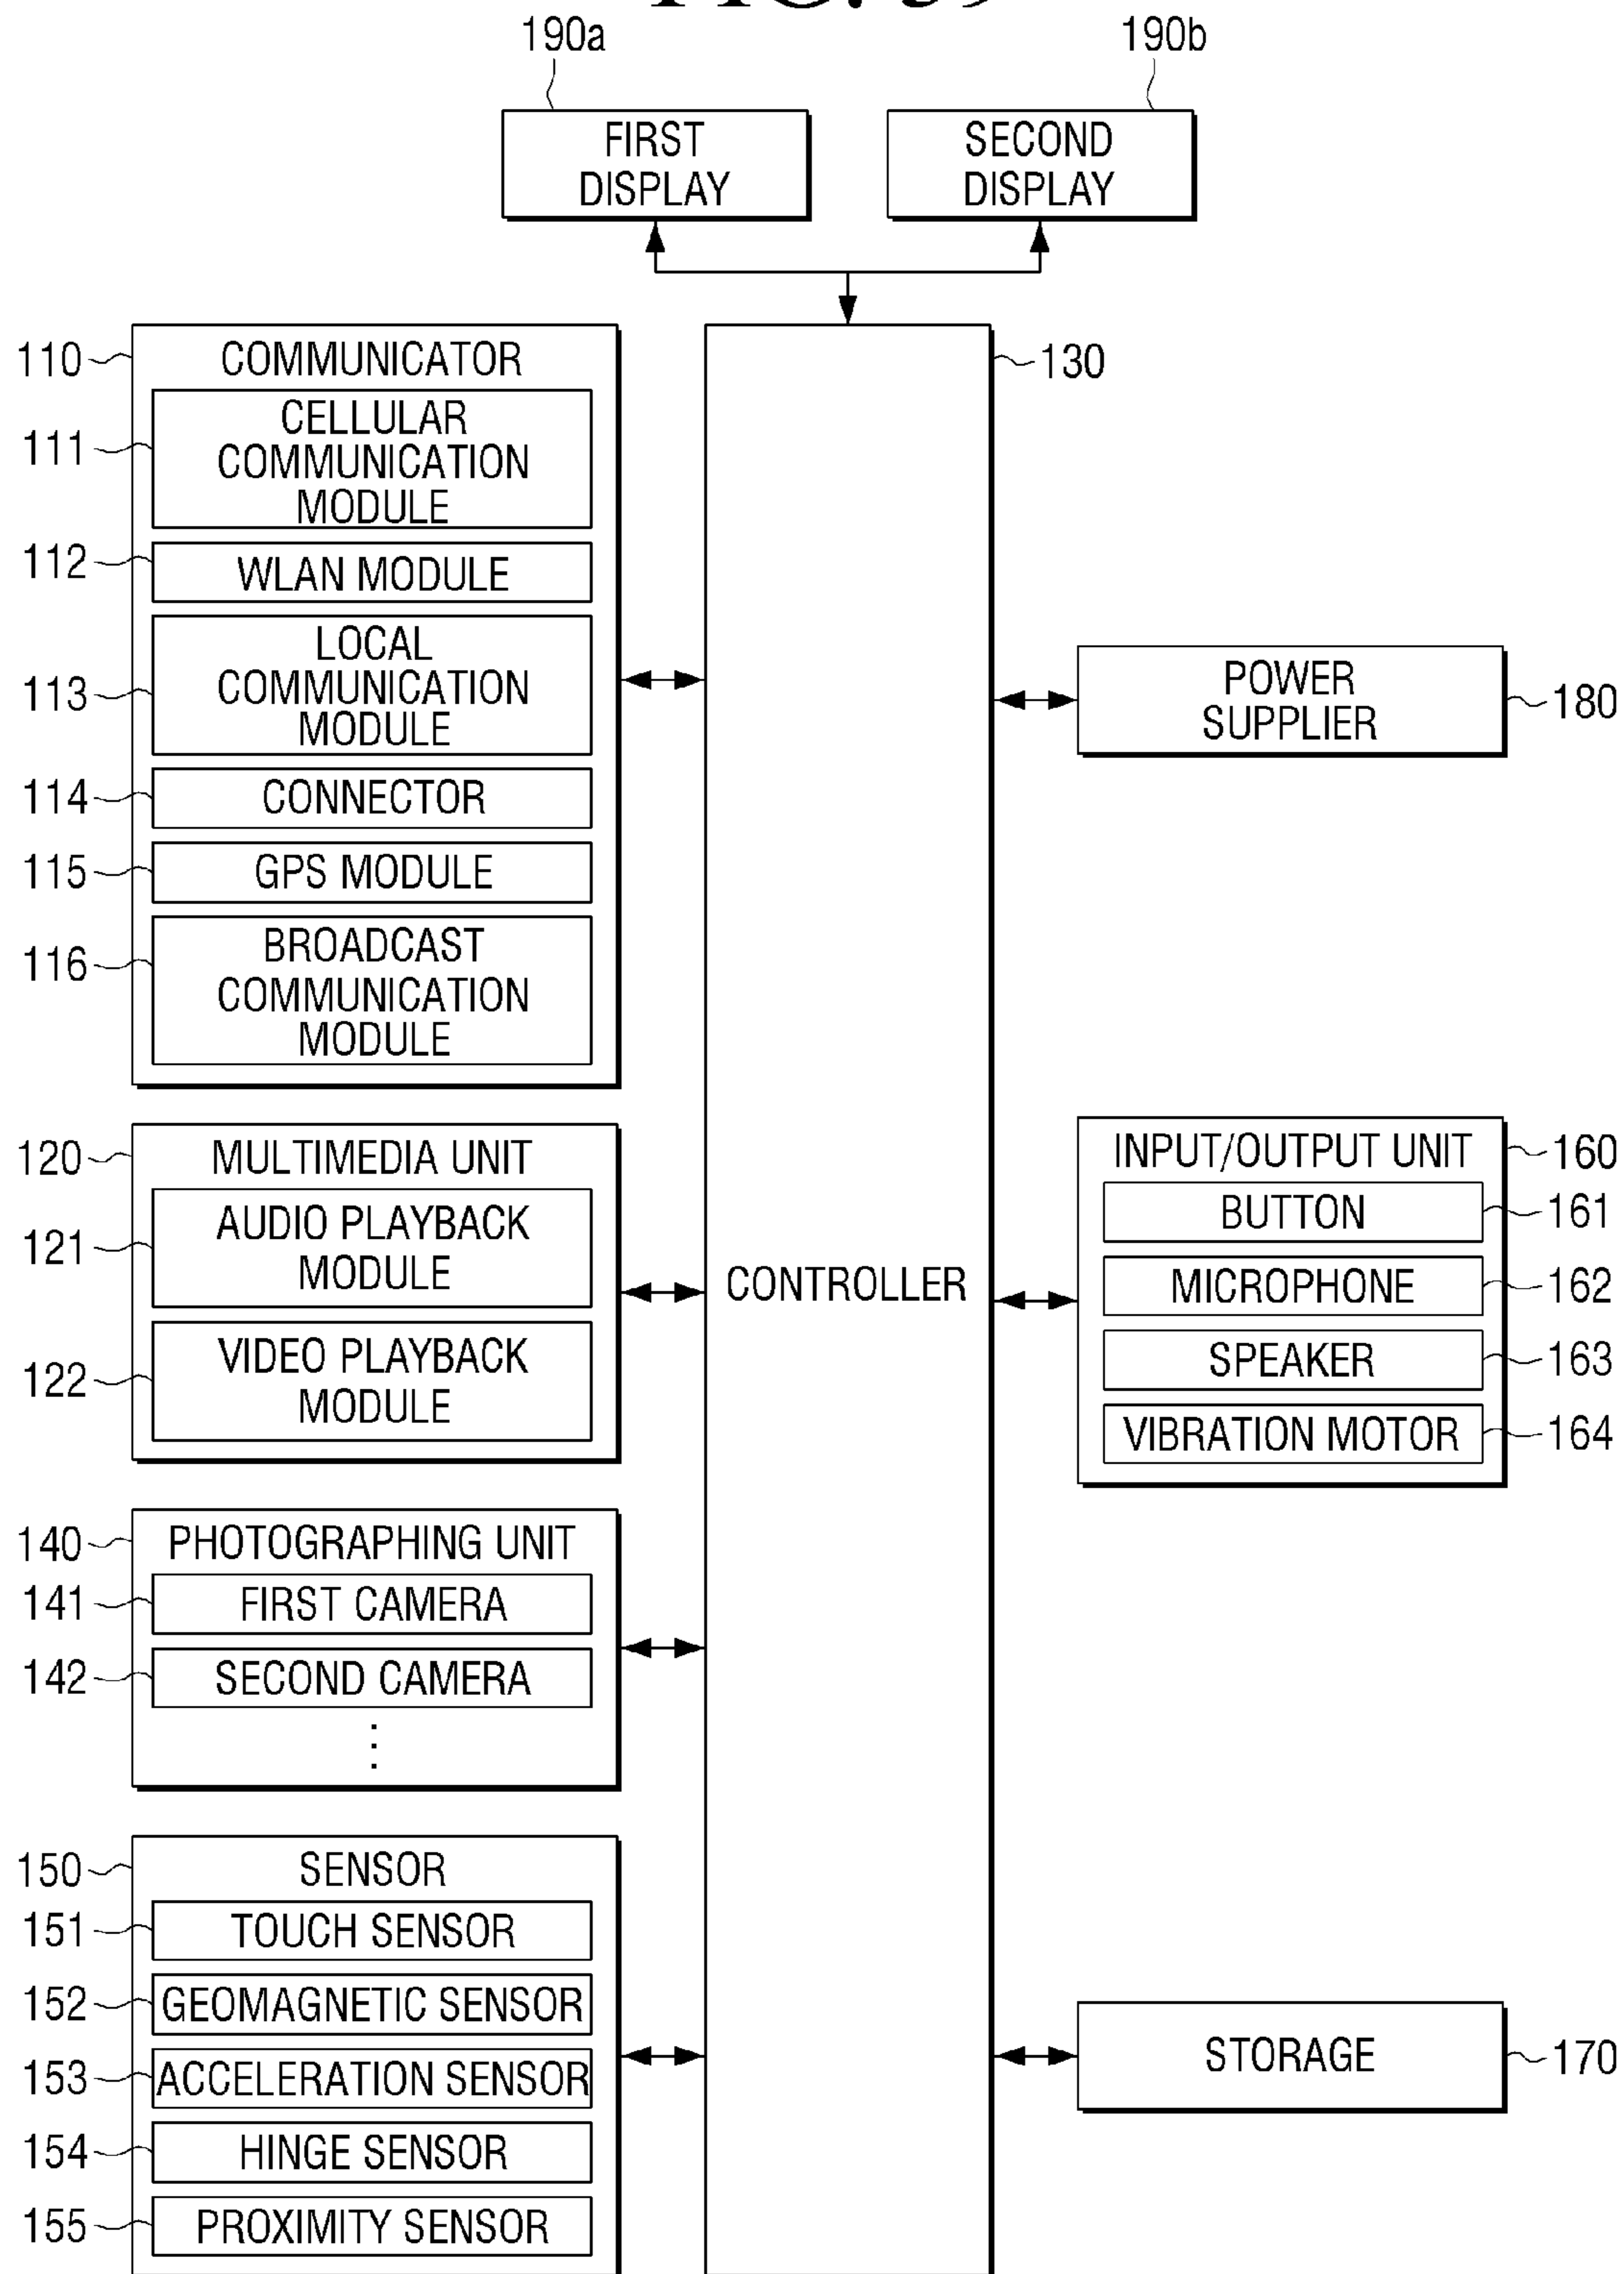 190a
190b
FIRST
DISPLAY
SECOND
DISPLAY
110
COMMUNICATOR
130
111
CELLULAR
COMMUNICATION
MODULE
112
WLAN MODULE
113
LOCAL
COMMUNICATION
MODULE
114
CONNECTOR
115
GPS MODULE
116
BROADCAST
COMMUNICATION
MODULE
POWER
SUPPLIER
180
120
MULTIMEDIA UNIT
121
AUDIO PLAYBACK
MODULE
122
VIDEO PLAYBACK
MODULE
CONTROLLER
INPUT/OUTPUT UNIT
160
BUTTON
161
MICROPHONE
162
SPEAKER
163
VIBRATION MOTOR
164
140
PHOTOGRAPHING UNIT
141
FIRST CAMERA
142
SECOND CAMERA
150
SENSOR
151
TOUCH SENSOR
152
GEOMAGNETIC SENSOR
153
ACCELERATION SENSOR
154
HINGE SENSOR
155
PROXIMITY SENSOR
STORAGE
170